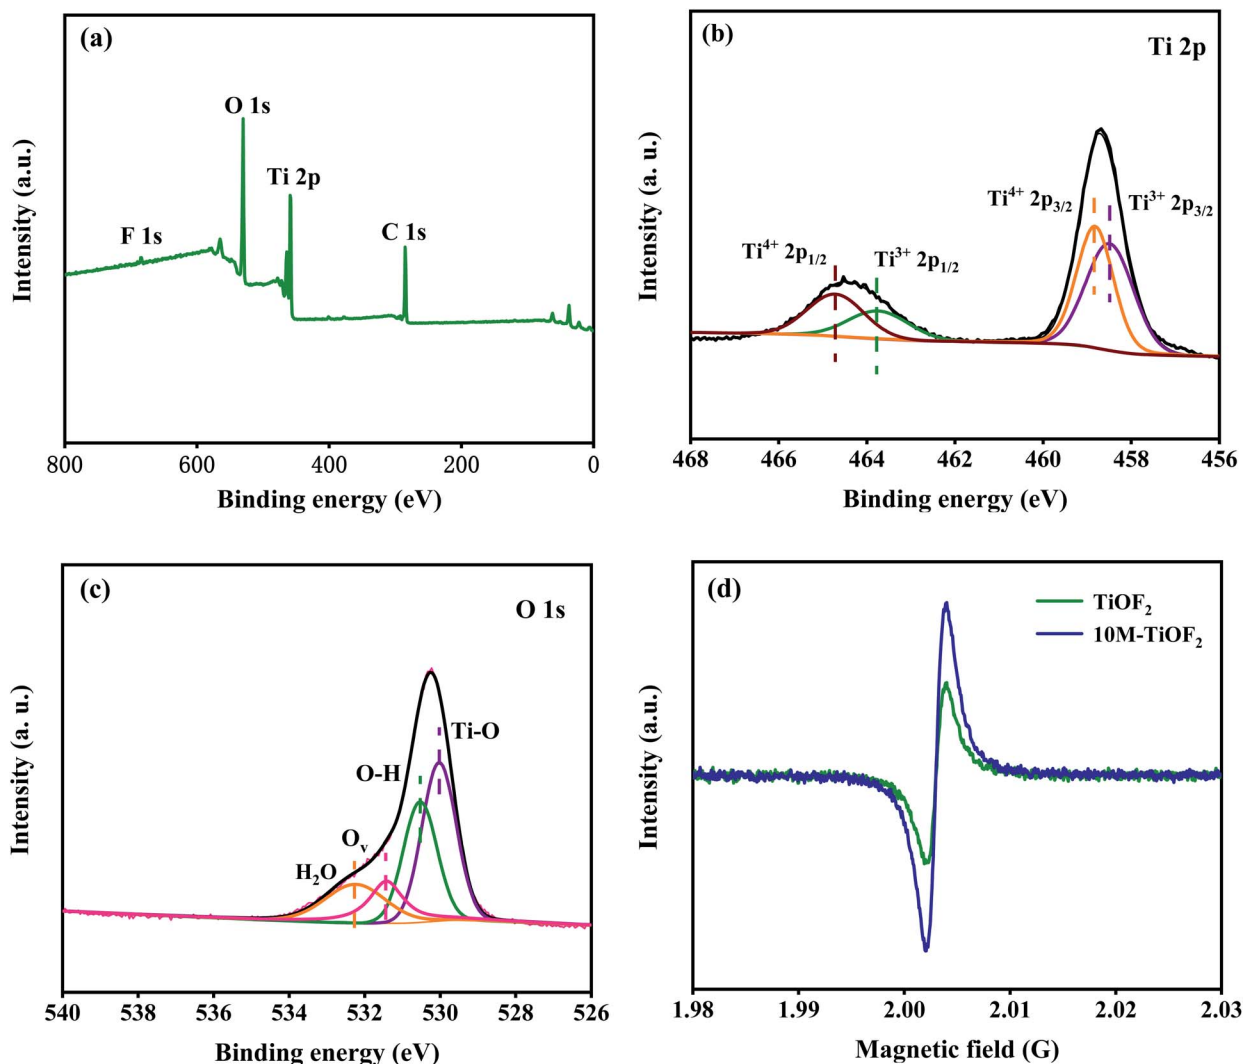 (a)
O 1s
Ti 2p
F 1s
C 1s
Intensity (a.u.)
800 600 400 200 0
Binding energy (eV)
(b)
Ti 2p
Ti⁴⁺ 2p₃/₂
Ti³⁺ 2p₃/₂
Ti⁴⁺ 2p₁/₂
Ti³⁺ 2p₁/₂
Intensity (a. u.)
468 466 464 462 460 458 456
Binding energy (eV)
(c)
O 1s
Ti-O
O-H
Oᵥ
H₂O
Intensity (a. u.)
540 536 534 532 530 528 526
Binding energy (eV)
(d)
TiOF₂
10M-TiOF₂
Intensity (a.u.)
1.98 1.99 2.00 2.01 2.02 2.03
Magnetic field (G)